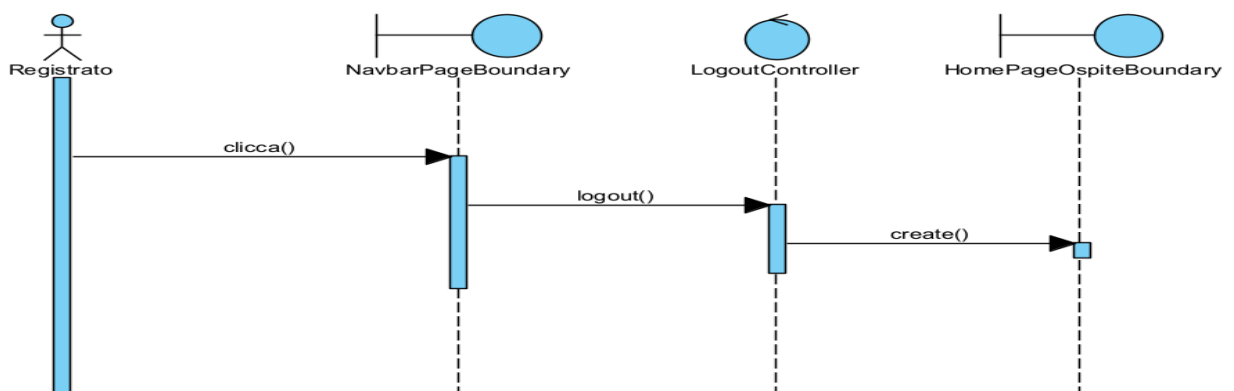 Registrato
NavbarPageBoundary
LogoutController
HomePageOspiteBoundary
clicca()
logout()
create()